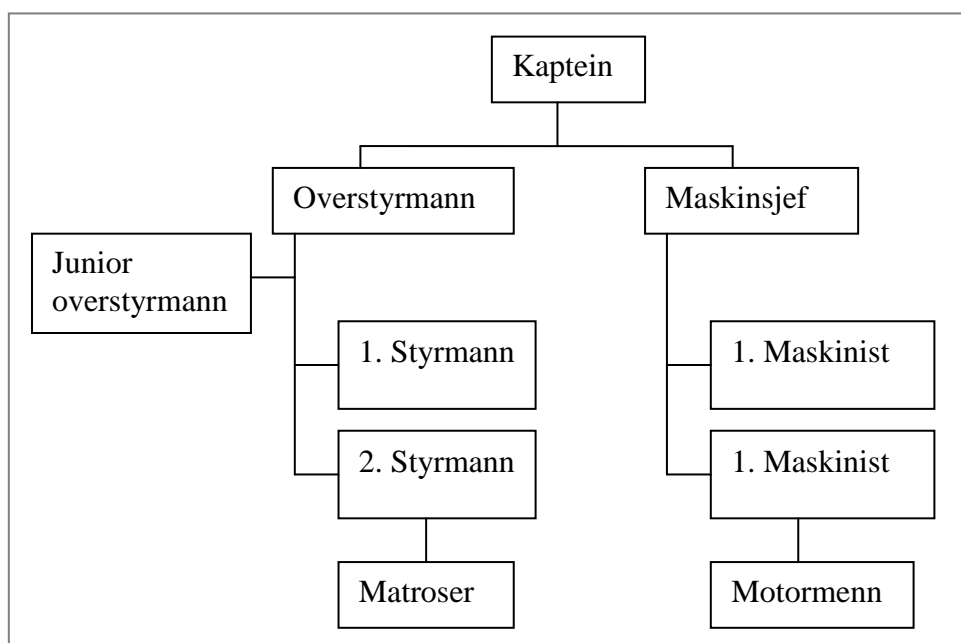 Kaptein
Overstyrmann
Maskinsjef
Junior
overstyrmann
1. Styrmann
1. Maskinist
2. Styrmann
1. Maskinist
Matroser
Motormenn